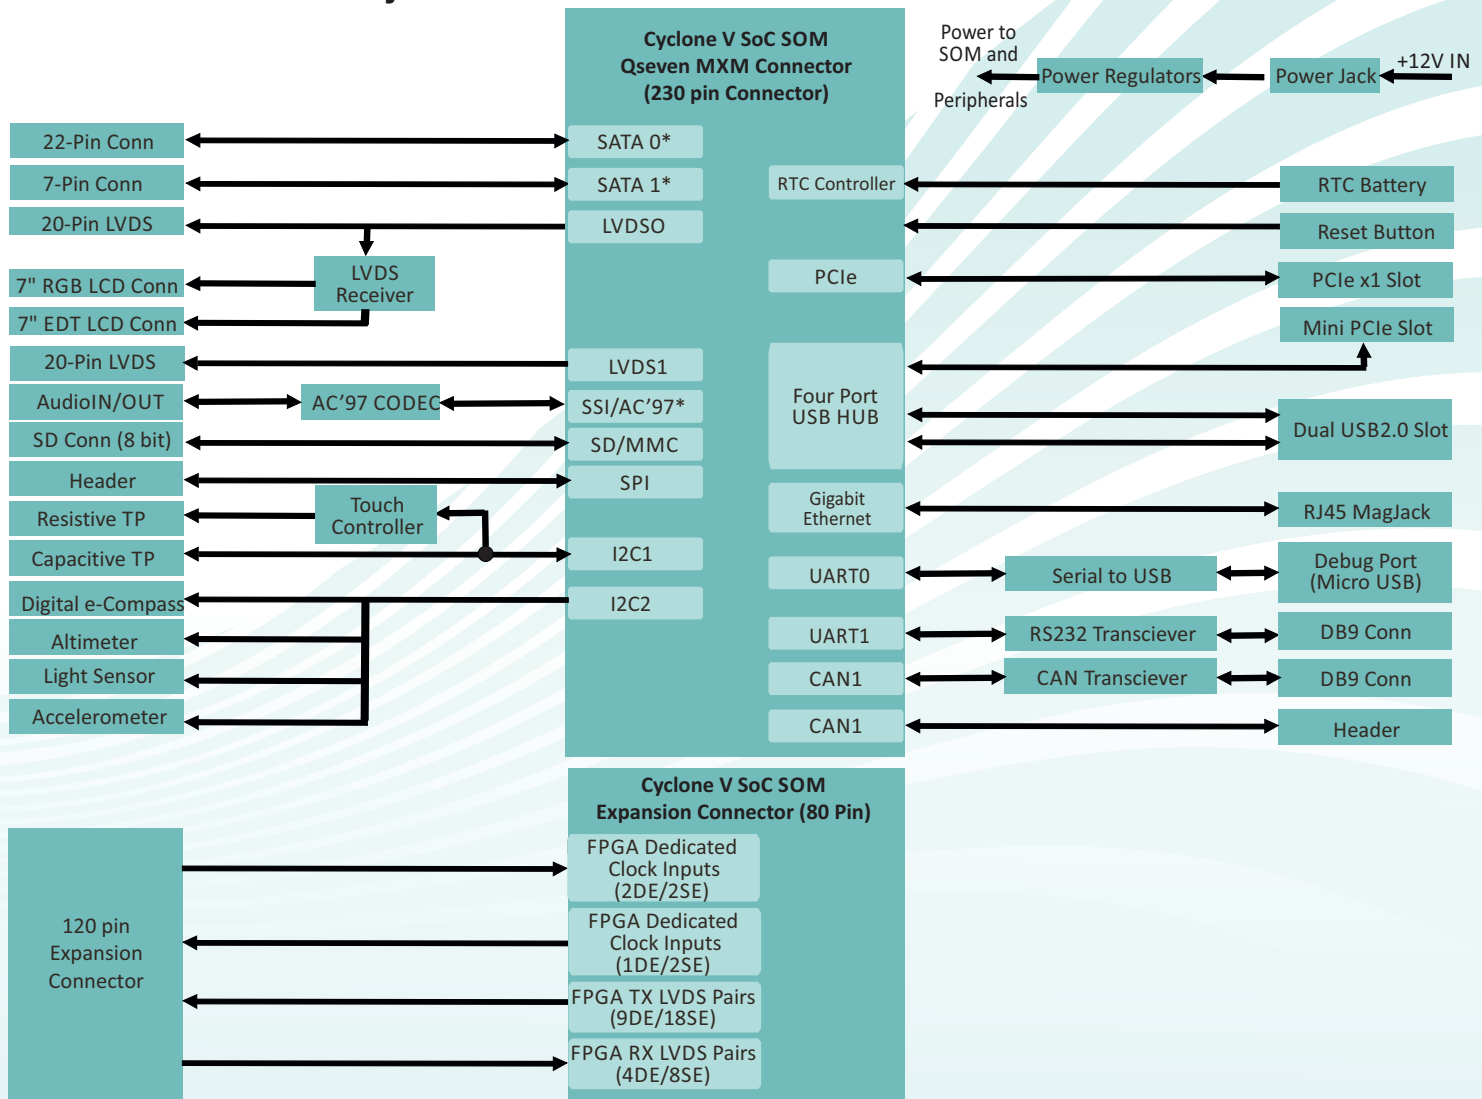 Cyclone V SoC SOM
Qseven MXM Connector
(230 pin Connector)
Power to
SOM and
Peripherals
Power Regulators
Power Jack
+12V IN
22-Pin Conn
7-Pin Conn
20-Pin LVDS
7" RGB LCD Conn
7" EDT LCD Conn
LVDS
Receiver
20-Pin LVDS
AudioIN/OUT
AC’97 CODEC
SD Conn (8 bit)
Header
Resistive TP
Touch
Controller
Capacitive TP
Digital e-Compass
Altimeter
Light Sensor
Accelerometer
SATA 0*
SATA 1*
LVDSO
LVDS1
SSI/AC’97*
SD/MMC
SPI
I2C1
I2C2
RTC Controller
PCIe
Four Port
USB HUB
Gigabit
Ethernet
UART0
UART1
CAN1
CAN1
RTC Battery
Reset Button
PCIe x1 Slot
Mini PCIe Slot
Dual USB2.0 Slot
RJ45 MagJack
Serial to USB
Debug Port
(Micro USB)
RS232 Transciever
DB9 Conn
CAN Transciever
DB9 Conn
Header
Cyclone V SoC SOM
Expansion Connector (80 Pin)
120 pin
Expansion
Connector
FPGA Dedicated
Clock Inputs
(2DE/2SE)
FPGA Dedicated
Clock Inputs
(1DE/2SE)
FPGA TX LVDS Pairs
(9DE/18SE)
FPGA RX LVDS Pairs
(4DE/8SE)